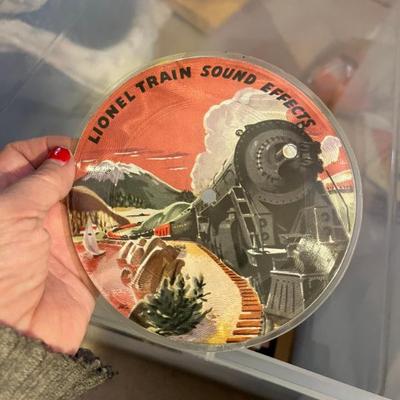 LIONEL TRAIN SOUND EFFECTS